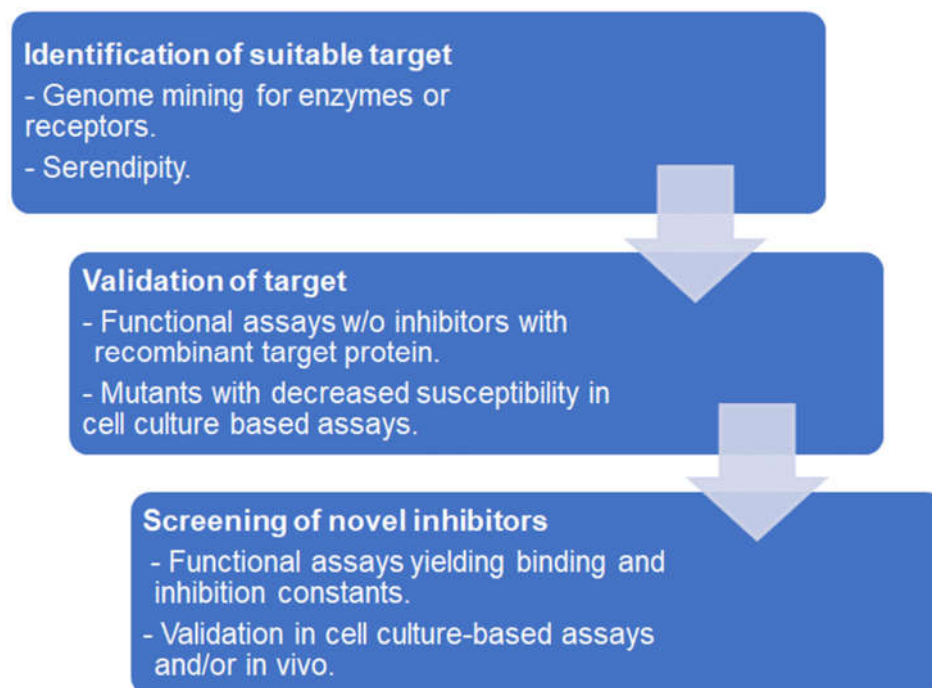 Identification of suitable target
- Genome mining for enzymes or
receptors.
- Serendipity.
Validation of target
- Functional assays w/o inhibitors with
recombinant target protein.
- Mutants with decreased susceptibility in
cell culture based assays.
Screening of novel inhibitors
- Functional assays yielding binding and
inhibition constants.
- Validation in cell culture-based assays
and/or in vivo.